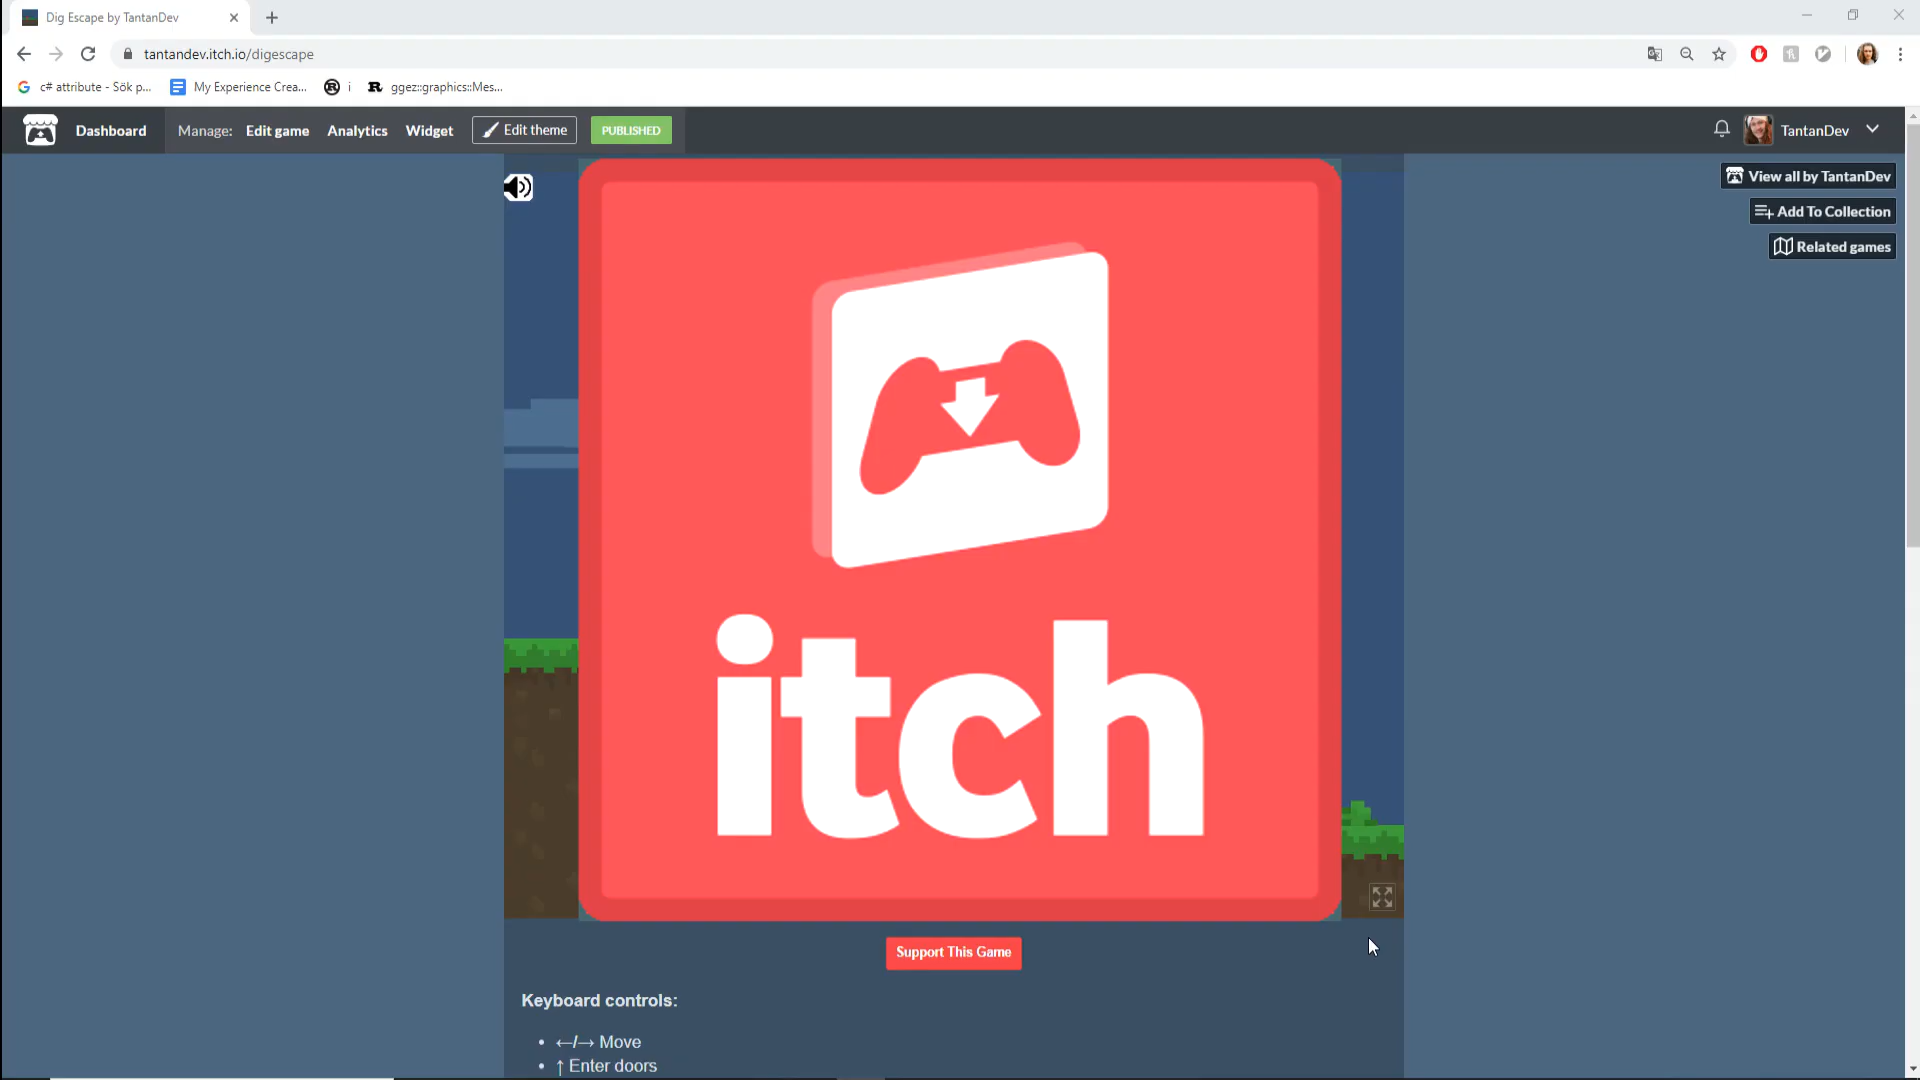 Dig Escape by TantanDev
tantandev.itch.io/digescape
c# attribute - Sök p...
My Experience Crea...
i
ggez::graphics::Mes...
Dashboard
Manage:
Edit game
Analytics
Widget
Edit theme
PUBLISHED
TantanDev
View all by TantanDev
Add To Collection
Related games
itch
Support This Game
Keyboard controls:
• ←/→ Move
• ↑ Enter doors